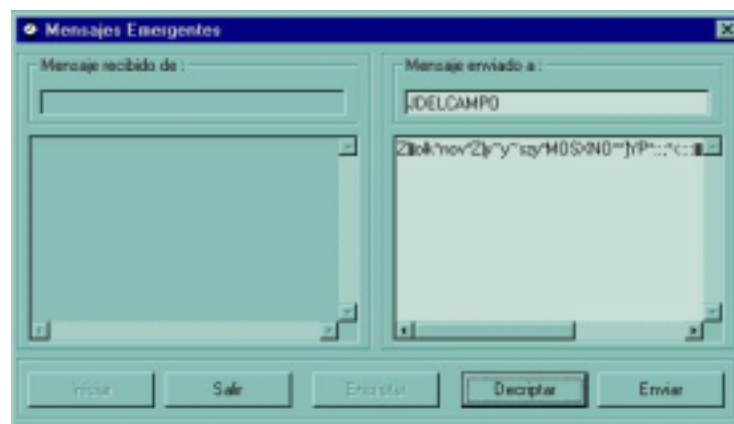 Mensajes Emergentes
Mensaje recibido de :
Mensaje enviado a :
JDELCAMPO
Iniciar
Salir
Encriptar
Decriptar
Enviar